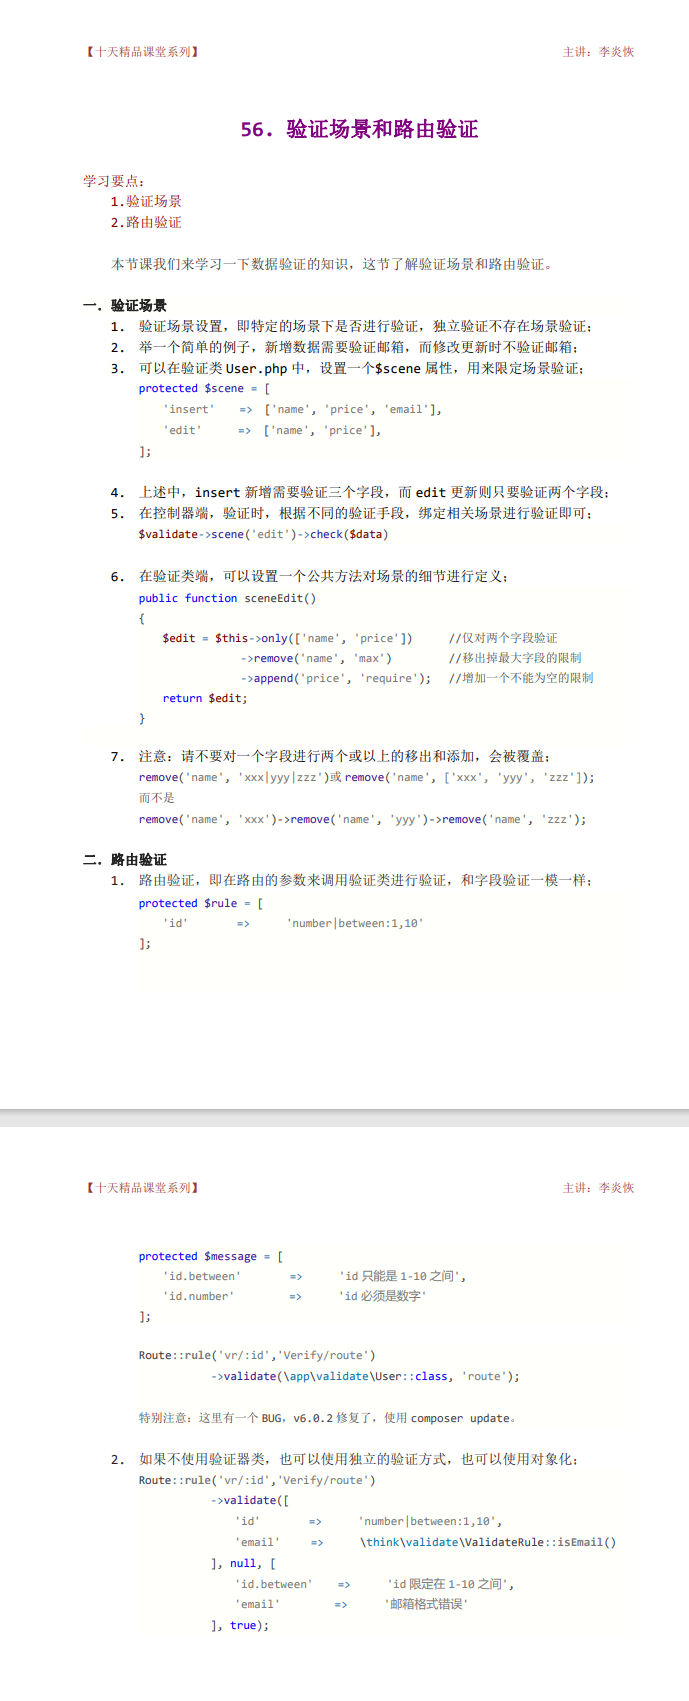 【十天精品课堂系列】 主讲：李炎恢
56．验证场景和路由验证
学习要点：
1.验证场景
2.路由验证
本节课我们来学习一下数据验证的知识，这节了解验证场景和路由验证。
一．验证场景
1. 验证场景设置，即特定的场景下是否进行验证，独立验证不存在场景验证；
2. 举一个简单的例子，新增数据需要验证邮箱，而修改更新时不验证邮箱；
3. 可以在验证类 User.php 中，设置一个$scene 属性，用来限定场景验证；
protected $scene = [
'insert' => ['name', 'price', 'email'],
'edit' => ['name', 'price'],
];
4. 上述中，insert 新增需要验证三个字段，而 edit 更新则只要验证两个字段；
5. 在控制器端，验证时，根据不同的验证手段，绑定相关场景进行验证即可；
$validate->scene('edit')->check($data)
6. 在验证类端，可以设置一个公共方法对场景的细节进行定义；
public function sceneEdit()
{
$edit = $this->only(['name', 'price']) //仅对两个字段验证
->remove('name', 'max') //移出掉最大字段的限制
->append('price', 'require'); //增加一个不能为空的限制
return $edit;
}
7. 注意：请不要对一个字段进行两个或以上的移出和添加，会被覆盖；
remove('name', 'xxx|yyy|zzz')或 remove('name', ['xxx', 'yyy', 'zzz']);
而不是
remove('name', 'xxx')->remove('name', 'yyy')->remove('name', 'zzz');
二．路由验证
1. 路由验证，即在路由的参数来调用验证类进行验证，和字段验证一模一样；
protected $rule = [
'id' => 'number|between:1,10'
];
【十天精品课堂系列】 主讲：李炎恢
protected $message = [
'id.between' => 'id 只能是 1-10 之间',
'id.number' => 'id 必须是数字'
];
Route::rule('vr/:id','Verify/route')
->validate(\app\validate\User::class, 'route');
特别注意：这里有一个 BUG，v6.0.2 修复了，使用 composer update。
2. 如果不使用验证器类，也可以使用独立的验证方式，也可以使用对象化；
Route::rule('vr/:id','Verify/route')
->validate([
'id' => 'number|between:1,10',
'email' => \think\validate\ValidateRule::isEmail()
], null, [
'id.between' => 'id 限定在 1-10 之间',
'email' => '邮箱格式错误'
], true);